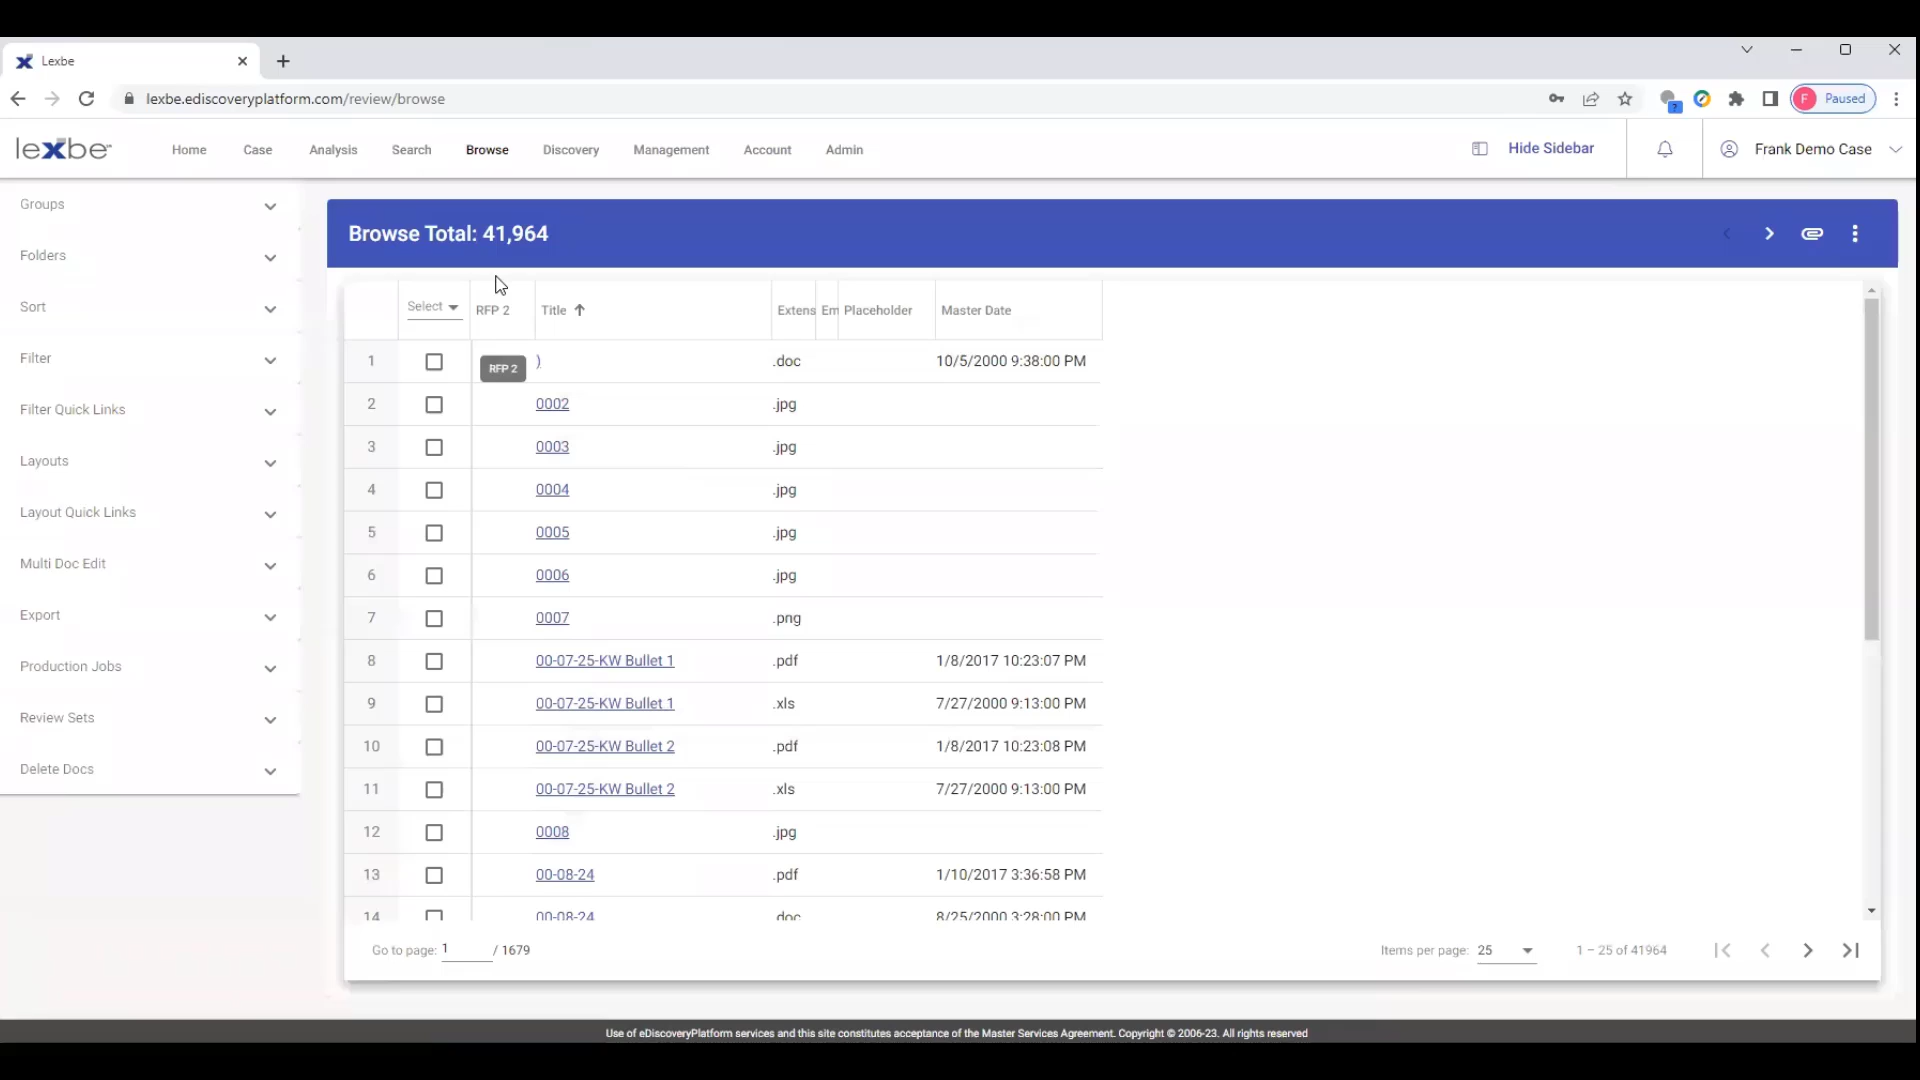 Lexbe
lexbe.ediscoveryplatform.com/review/browse
F Paused
lexbe
Home Case Analysis Search Browse Discovery Management Account Admin
Hide Sidebar
Frank Demo Case
Groups
Folders
Sort
Filter
Filter Quick Links
Layouts
Layout Quick Links
Multi Doc Edit
Export
Production Jobs
Review Sets
Delete Docs
Browse Total: 41,964
Select RFP 2 Title Extens Em Placeholder Master Date
1 ) .doc 10/5/2000 9:38:00 PM
RFP 2
2 0002 .jpg
3 0003 .jpg
4 0004 .jpg
5 0005 .jpg
6 0006 .jpg
7 0007 .png
8 00-07-25-KW Bullet 1 .pdf 1/8/2017 10:23:07 PM
9 00-07-25-KW Bullet 1 .xls 7/27/2000 9:13:00 PM
10 00-07-25-KW Bullet 2 .pdf 1/8/2017 10:23:08 PM
11 00-07-25-KW Bullet 2 .xls 7/27/2000 9:13:00 PM
12 0008 .jpg
13 00-08-24 .pdf 1/10/2017 3:36:58 PM
14 00-08-24 .doc 8/25/2000 3:28:00 PM
Go to page: 1 / 1679
Items per page: 25 1 – 25 of 41964
Use of eDiscoveryPlatform services and this site constitutes acceptance of the Master Services Agreement. Copyright © 2006-23. All rights reserved